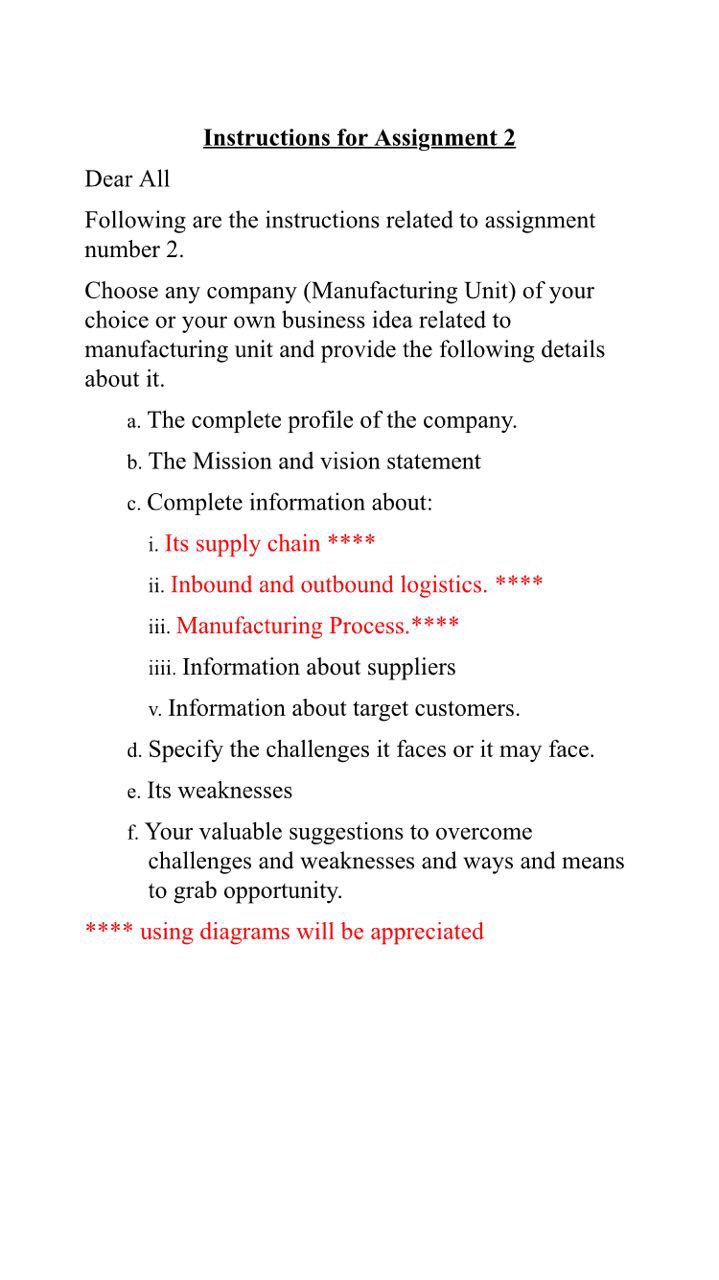 Instructions for Assignment 2
Dear All
Following are the instructions related to assignment
number 2.
Choose any company (Manufacturing Unit) of your
choice or your own business idea related to
manufacturing unit and provide the following details
about it.
a. The complete profile of the company.
b. The Mission and vision statement
c. Complete information about:
i. Its supply chain ****
ii. Inbound and outbound logistics. ****
iii. Manufacturing Process.****
iiii. Information about suppliers
v. Information about target customers.
d. Specify the challenges it faces or it may face.
e. Its weaknesses
f. Your valuable suggestions to overcome
challenges and weaknesses and ways and means
to grab opportunity.
**** using diagrams will be appreciated